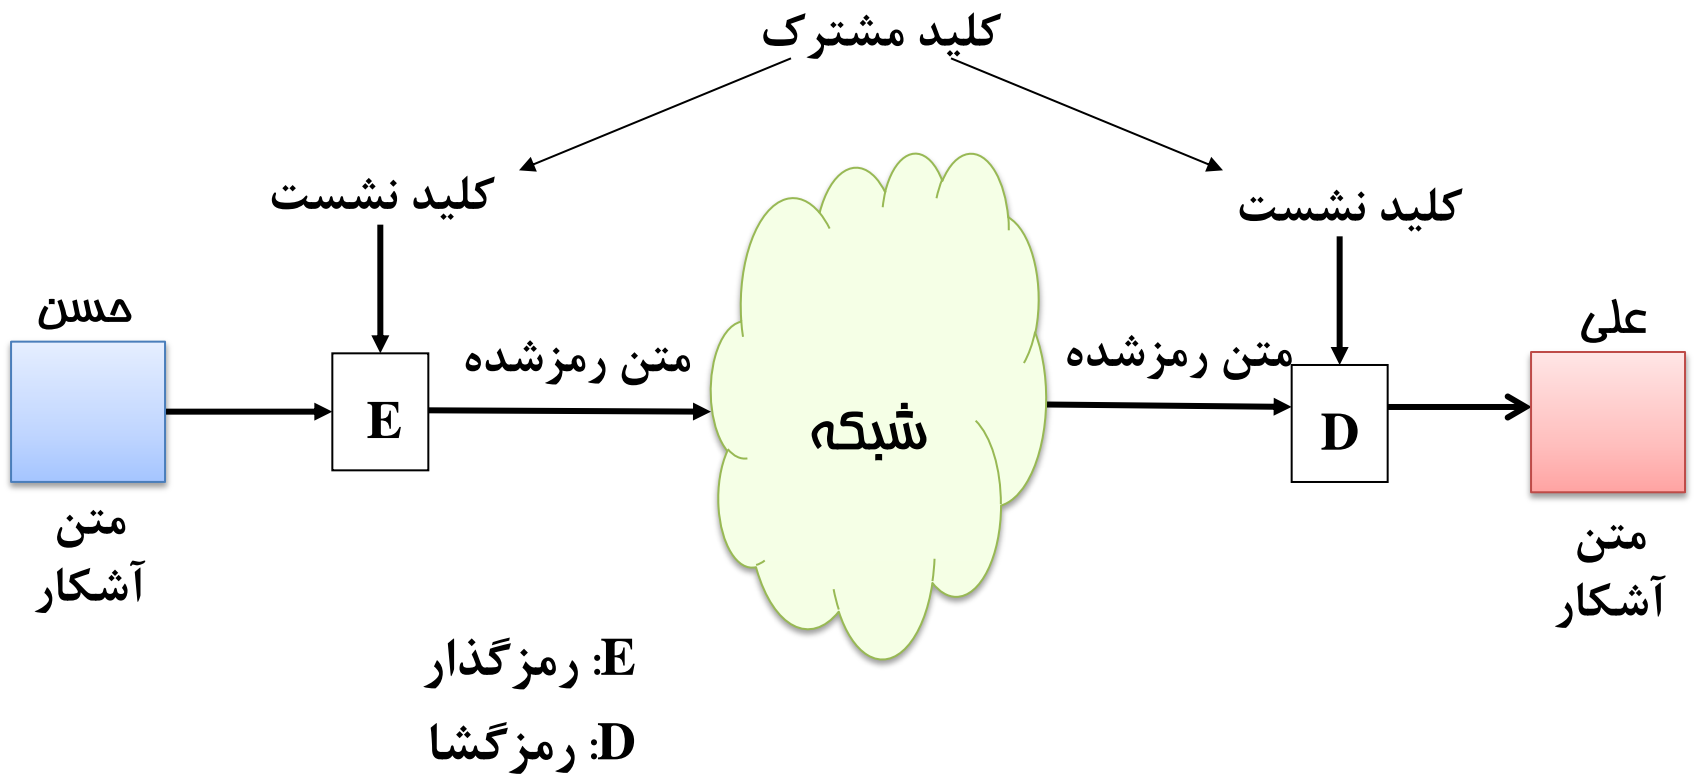 کلید مشترک
کلید نشست
کلید نشست
حسن
علی
متن رمزشده
متن رمزشده
E
شبکه
D
متن
آشکار
متن
آشکار
E: رمزگذار
D: رمزگشا